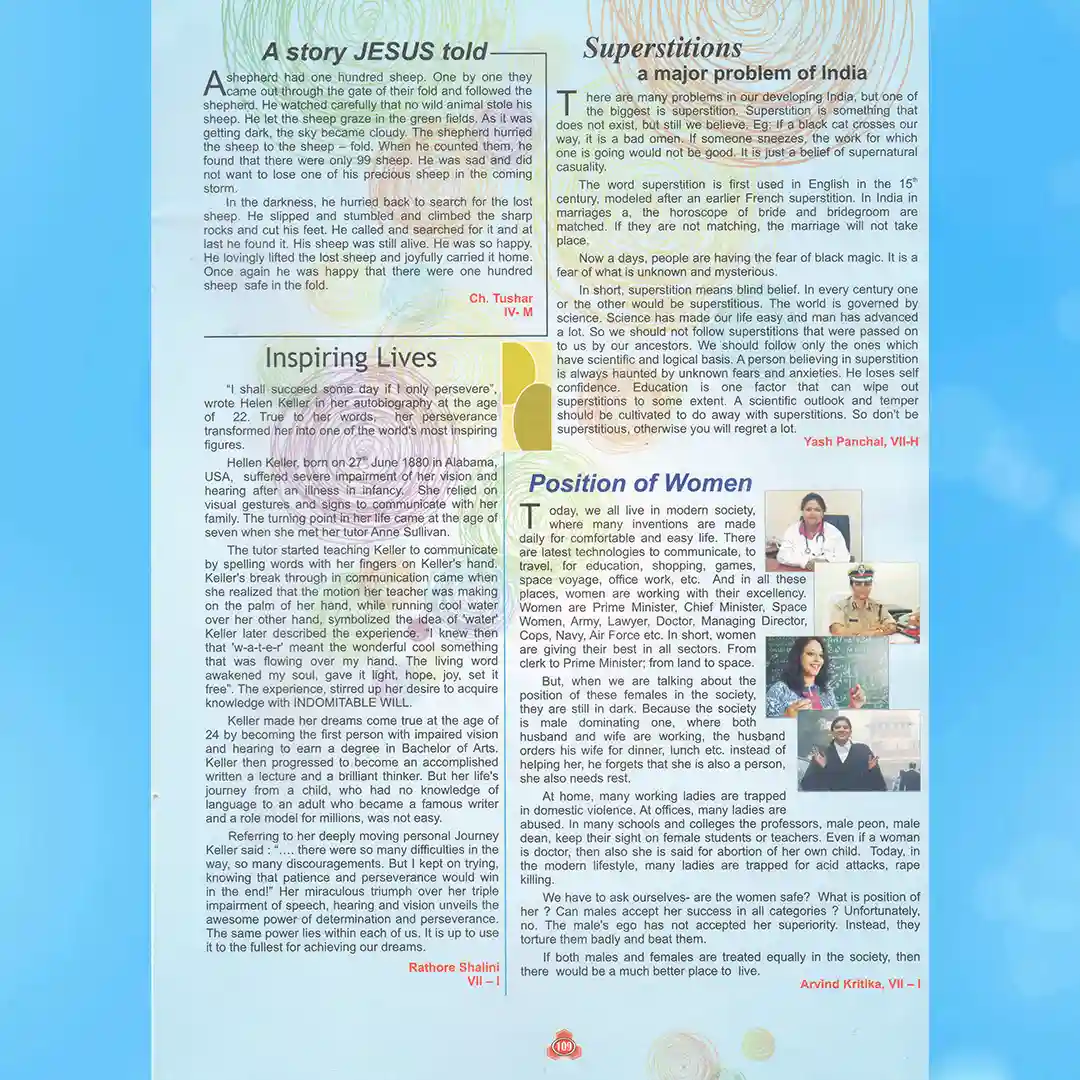 A story JESUS told
A shepherd had one hundred sheep. One by one they
came out through the gate of their fold and followed the
shepherd. He watched carefully that no wild animal stole his
sheep. He let the sheep graze in the green fields. As it was
getting dark, the sky became cloudy. The shepherd hurried
the sheep to the sheep – fold. When he counted them, he
found that there were only 99 sheep. He was sad and did
not want to lose one of his precious sheep in the coming
storm.
In the darkness, he hurried back to search for the lost
sheep. He slipped and stumbled and climbed the sharp
rocks and cut his feet. He called and searched for it and at
last he found it. His sheep was still alive. He was so happy.
He lovingly lifted the lost sheep and joyfully carried it home.
Once again he was happy that there were one hundred
sheep safe in the fold.
Ch. Tushar
IV- M
Inspiring Lives
“I shall succeed some day if I only persevere”,
wrote Helen Keller in her autobiography at the age
of 22. True to her words, her perseverance
transformed her into one of the world's most inspiring
figures.
Hellen Keller, born on 27th June 1880 in Alabama,
USA, suffered severe impairment of her vision and
hearing after an illness in infancy. She relied on
visual gestures and signs to communicate with her
family. The turning point in her life came at the age of
seven when she met her tutor Anne Sullivan.
The tutor started teaching Keller to communicate
by spelling words with her fingers on Keller's hand.
Keller's break through in communication came when
she realized that the motion her teacher was making
on the palm of her hand, while running cool water
over her other hand, symbolized the idea of 'water'
Keller later described the experience. “I knew then
that 'w-a-t-e-r' meant the wonderful cool something
that was flowing over my hand. The living word
awakened my soul, gave it light, hope, joy, set it
free”. The experience, stirred up her desire to acquire
knowledge with INDOMITABLE WILL.
Keller made her dreams come true at the age of
24 by becoming the first person with impaired vision
and hearing to earn a degree in Bachelor of Arts.
Keller then progressed to become an accomplished
written a lecture and a brilliant thinker. But her life's
journey from a child, who had no knowledge of
language to an adult who became a famous writer
and a role model for millions, was not easy.
Referring to her deeply moving personal Journey
Keller said : “…. there were so many difficulties in the
way, so many discouragements. But I kept on trying,
knowing that patience and perseverance would win
in the end!” Her miraculous triumph over her triple
impairment of speech, hearing and vision unveils the
awesome power of determination and perseverance.
The same power lies within each of us. It is up to use
it to the fullest for achieving our dreams.
Rathore Shalini
VII – I
Superstitions
a major problem of India
There are many problems in our developing India, but one of
the biggest is superstition. Superstition is something that
does not exist, but still we believe. Eg: if a black cat crosses our
way, it is a bad omen. If someone sneezes, the work for which
one is going would not be good. It is just a belief of supernatural
casuality.
The word superstition is first used in English in the 15th
century, modeled after an earlier French superstition. In India in
marriages a, the horoscope of bride and bridegroom are
matched. If they are not matching, the marriage will not take
place.
Now a days, people are having the fear of black magic. It is a
fear of what is unknown and mysterious.
In short, superstition means blind belief. In every century one
or the other would be superstitious. The world is governed by
science. Science has made our life easy and man has advanced
a lot. So we should not follow superstitions that were passed on
to us by our ancestors. We should follow only the ones which
have scientific and logical basis. A person believing in superstition
is always haunted by unknown fears and anxieties. He loses self
confidence. Education is one factor that can wipe out
superstitions to some extent. A scientific outlook and temper
should be cultivated to do away with superstitions. So don't be
superstitious, otherwise you will regret a lot.
Yash Panchal, VII-H
Position of Women
Today, we all live in modern society,
where many inventions are made
daily for comfortable and easy life. There
are latest technologies to communicate, to
travel, for education, shopping, games,
space voyage, office work, etc. And in all these
places, women are working with their excellency.
Women are Prime Minister, Chief Minister, Space
Women, Army, Lawyer, Doctor, Managing Director,
Cops, Navy, Air Force etc. In short, women
are giving their best in all sectors. From
clerk to Prime Minister; from land to space.
But, when we are talking about the
position of these females in the society,
they are still in dark. Because the society
is male dominating one, where both
husband and wife are working, the husband
orders his wife for dinner, lunch etc. instead of
helping her, he forgets that she is also a person,
she also needs rest.
At home, many working ladies are trapped
in domestic violence. At offices, many ladies are
abused. In many schools and colleges the professors, male peon, male
dean, keep their sight on female students or teachers. Even if a woman
is doctor, then also she is said for abortion of her own child. Today, in
the modern lifestyle, many ladies are trapped for acid attacks, rape
killing.
We have to ask ourselves- are the women safe? What is position of
her ? Can males accept her success in all categories ? Unfortunately,
no. The male's ego has not accepted her superiority. Instead, they
torture them badly and beat them.
If both males and females are treated equally in the society, then
there would be a much better place to live.
Arvind Kritika, VII – I
109